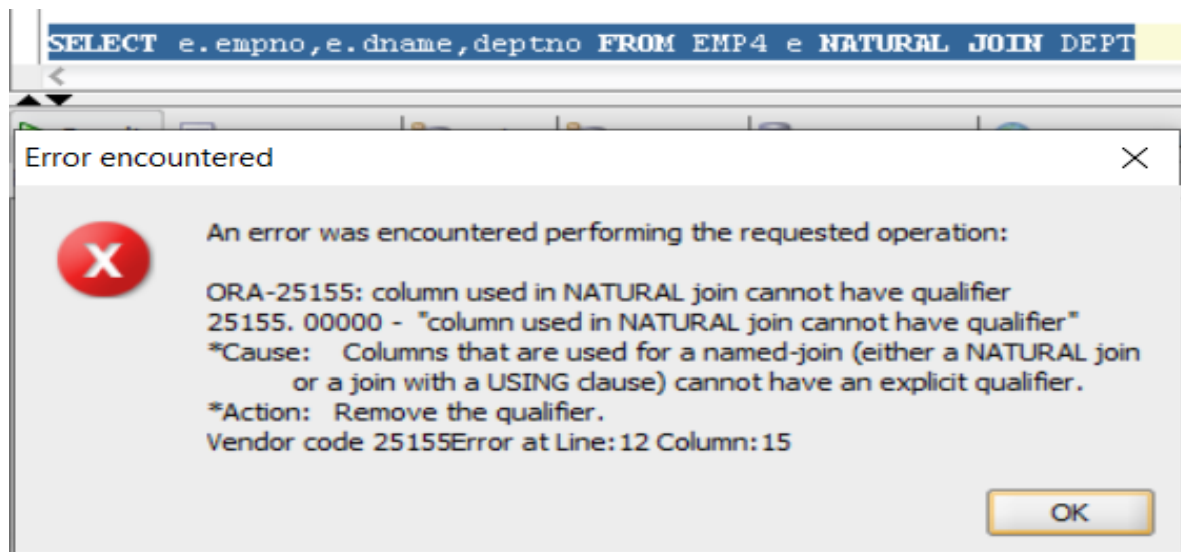 SELECT e.empno,e.dname,deptno FROM EMP4 e NATURAL JOIN DEPT
Error encountered
An error was encountered performing the requested operation:
ORA-25155: column used in NATURAL join cannot have qualifier
25155. 00000 - "column used in NATURAL join cannot have qualifier"
*Cause: Columns that are used for a named-join (either a NATURAL join
or a join with a USING clause) cannot have an explicit qualifier.
*Action: Remove the qualifier.
Vendor code 25155Error at Line:12 Column:15
OK